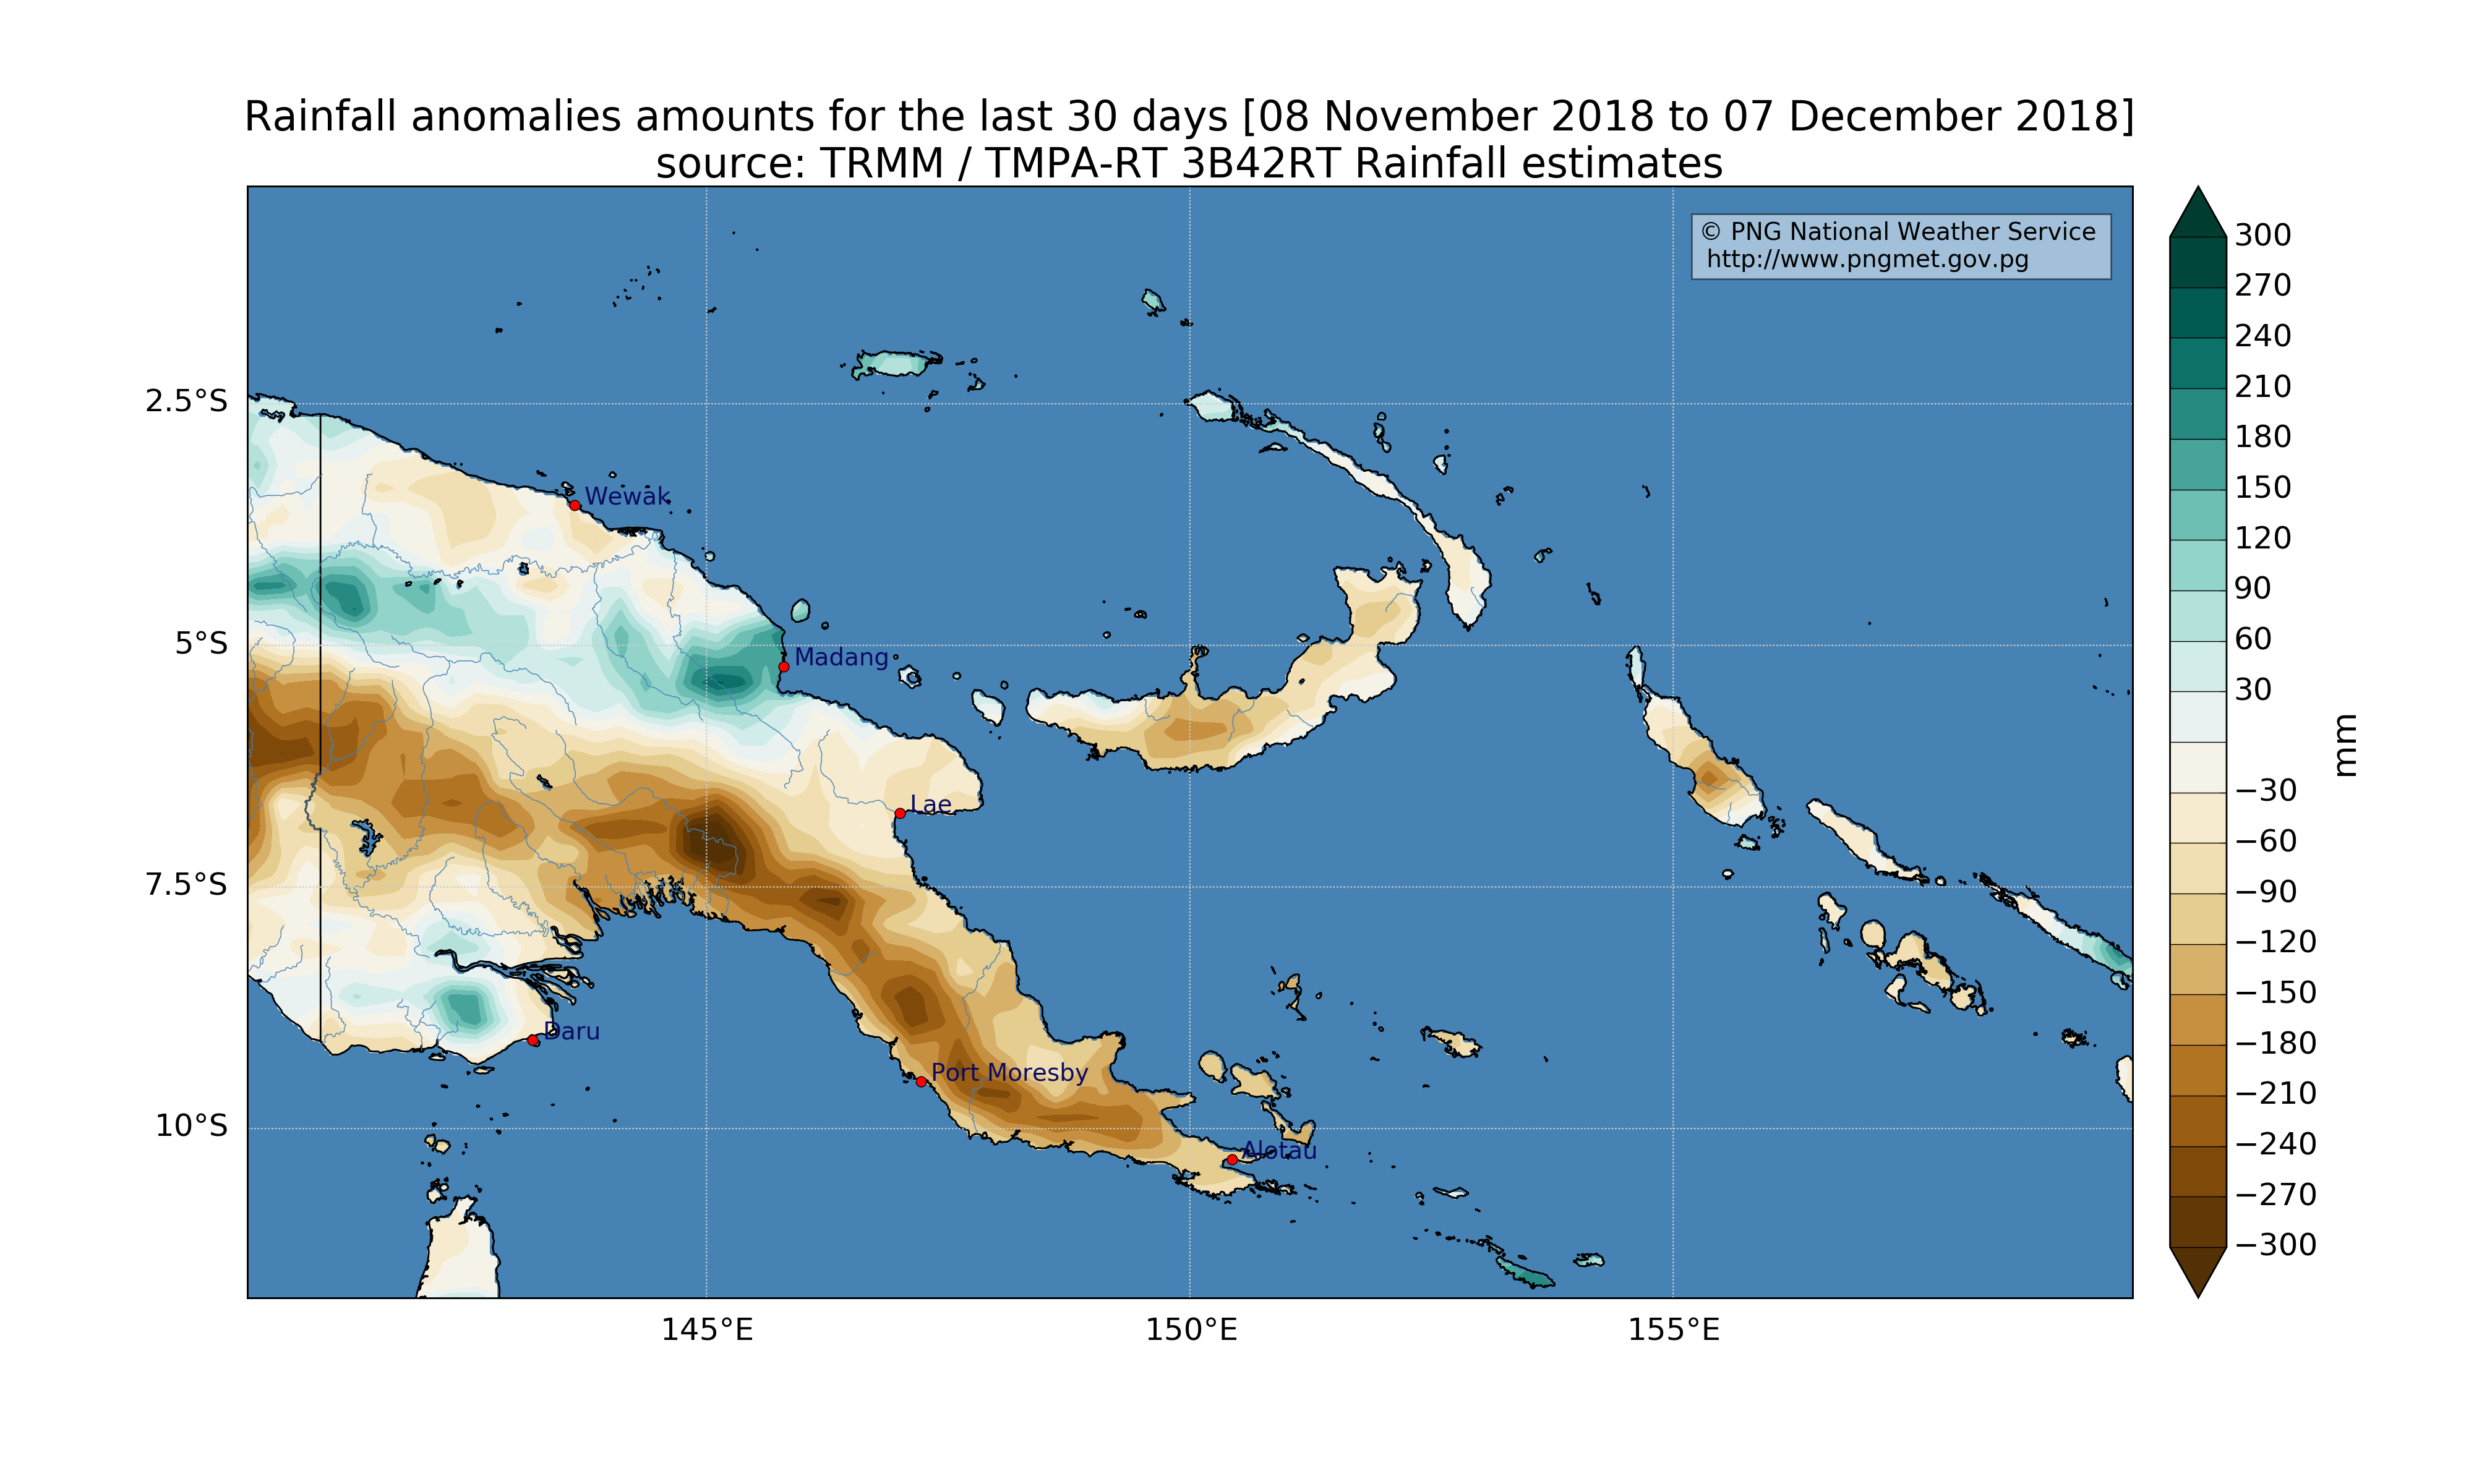 Rainfall anomalies amounts for the last 30 days [08 November 2018 to 07 December 2018]
source: TRMM / TMPA-RT 3B42RT Rainfall estimates
© PNG National Weather Service
http://www.pngmet.gov.pg
2.5°S
5°S
7.5°S
10°S
145°E
150°E
155°E
Wewak
Madang
Lae
Daru
Port Moresby
Alotau
300
270
240
210
180
150
120
90
60
30
−30
−60
−90
−120
−150
−180
−210
−240
−270
−300
mm